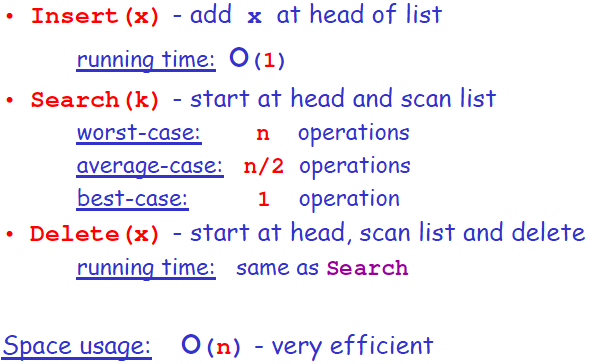 • Insert(x) - add x at head of list
running time: O(1)
• Search(k) - start at head and scan list
worst-case: n operations
average-case: n/2 operations
best-case: 1 operation
• Delete(x) - start at head, scan list and delete
running time: same as Search
Space usage: O(n) - very efficient